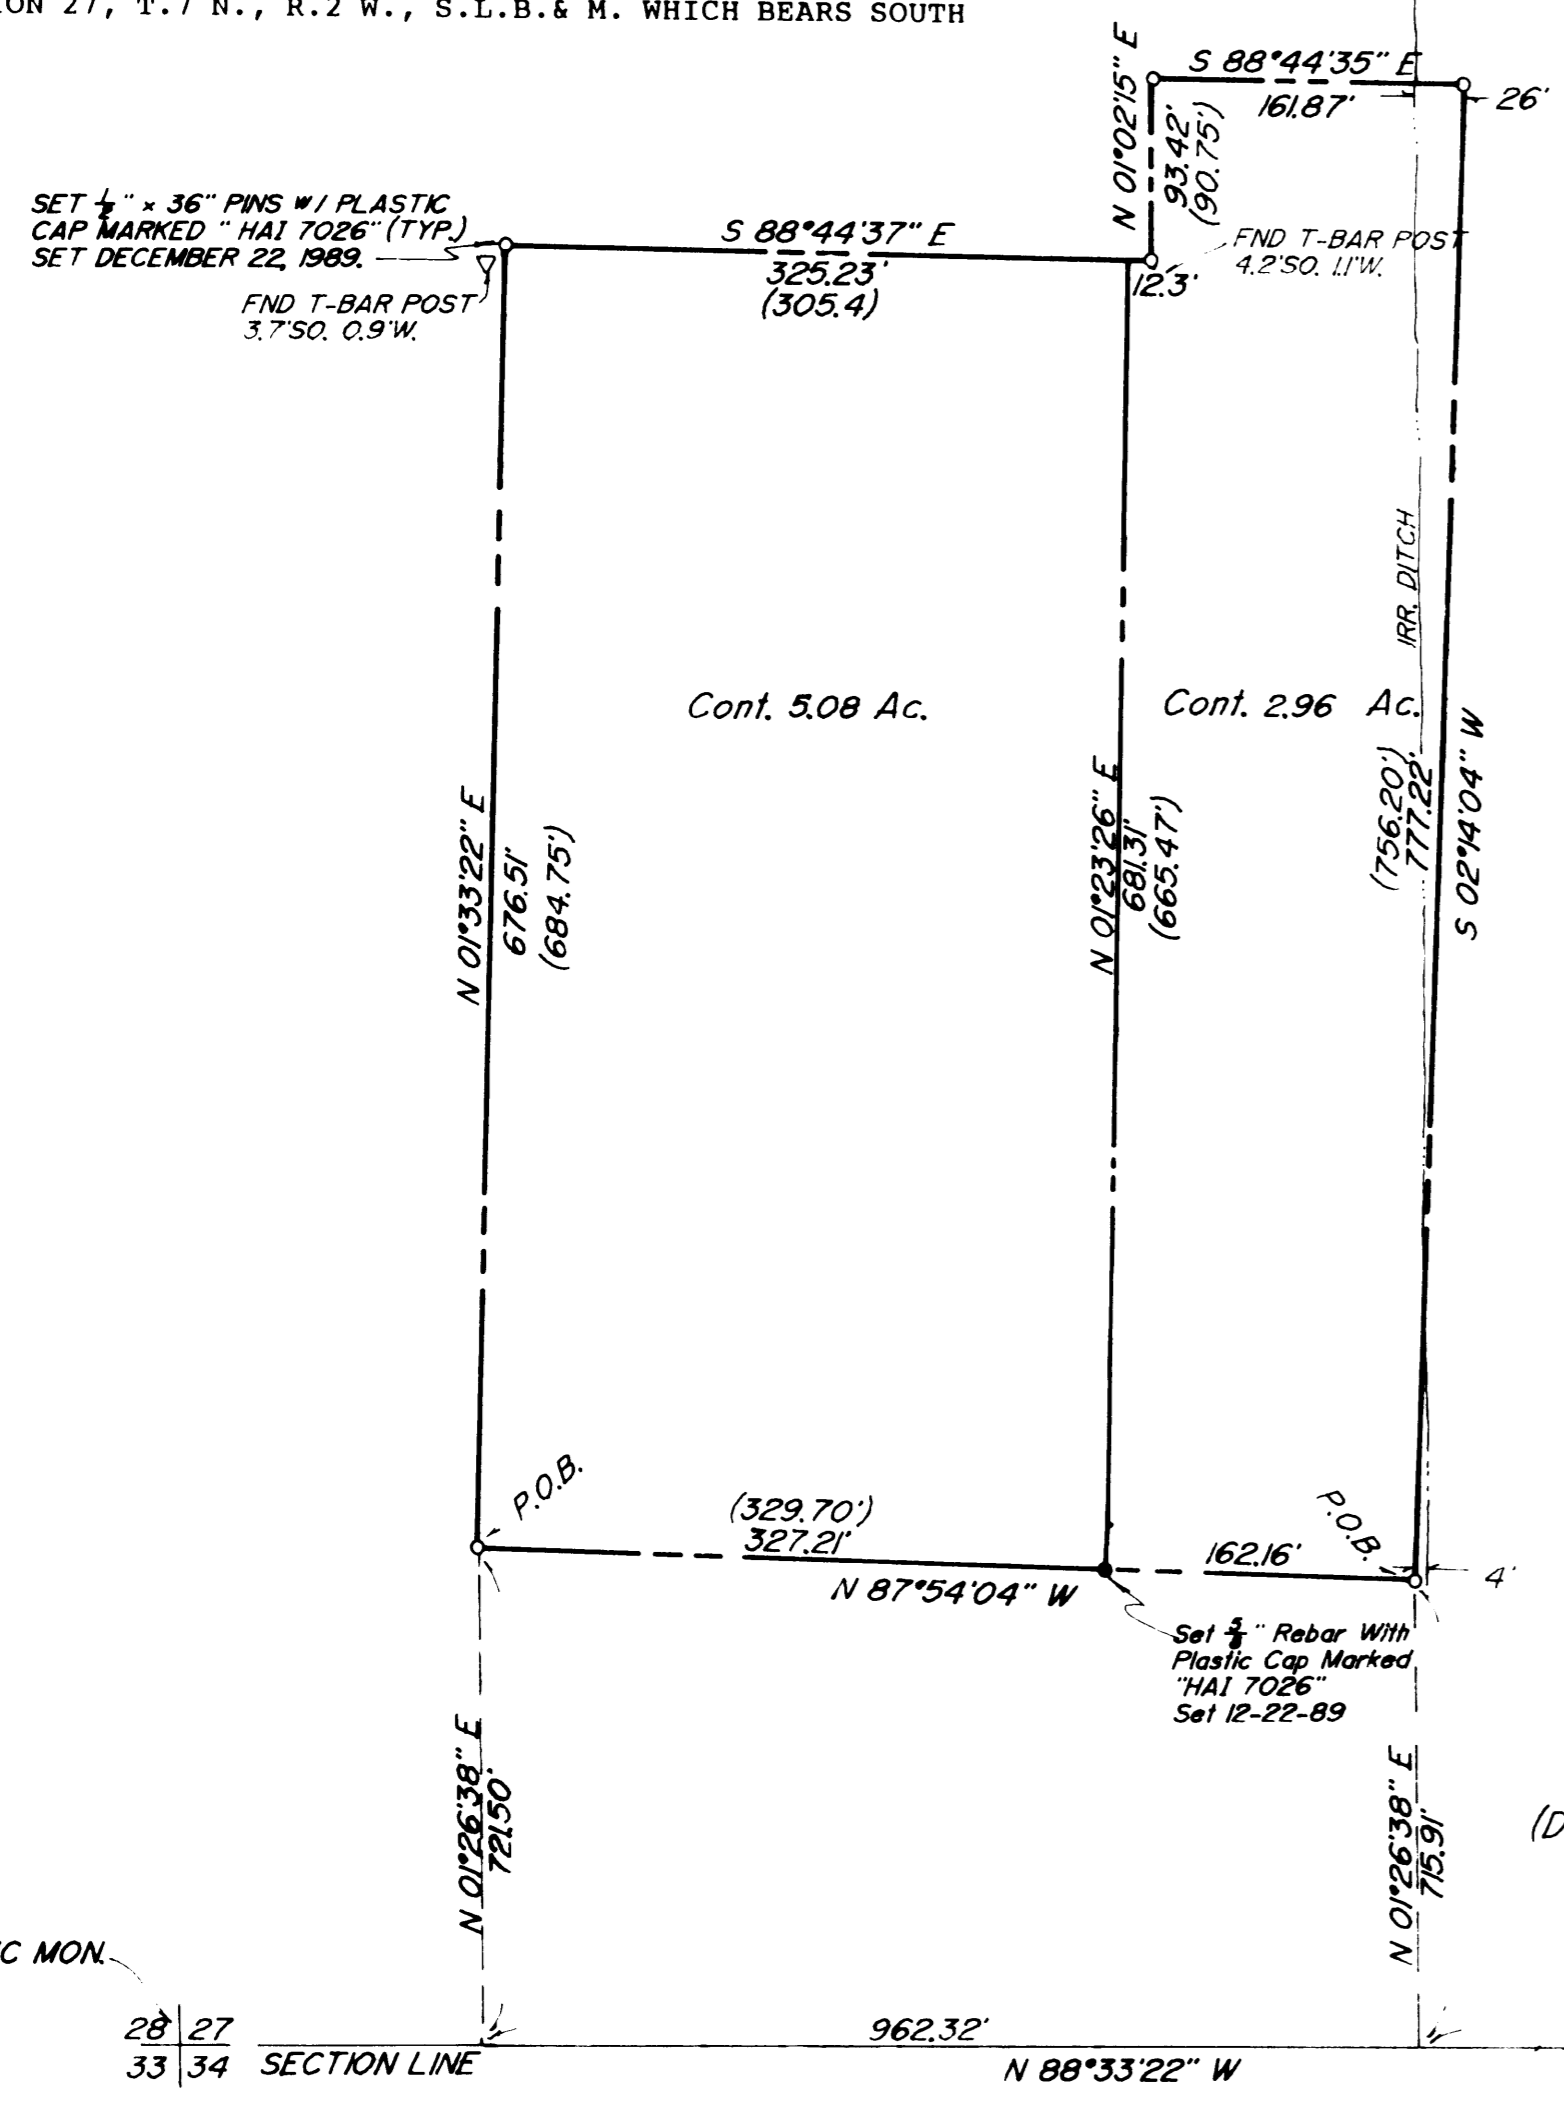 ION 27, T.7 N., R.2 W., S.L.B.& M. WHICH BEARS SOUTH
S 88°44'35" E
161.87'
26'
N 01°02'15" E
93.42'
(90.75')
SET 1/2" x 36" PINS W/ PLASTIC
CAP MARKED "HAI 7026" (TYP.)
SET DECEMBER 22, 1989.
FND T-BAR POST
3.7'SO. 0.9'W.
S 88°44'37" E
325.23'
(305.4)
12.3'
FND T-BAR POST
4.2'SO. 1.1'W.
IRR. DITCH
Cont. 5.08 Ac.
Cont. 2.96 Ac.
N 01°33'22" E
676.51'
(684.75')
N 01°23'26" E
681.31'
(665.47')
(756.20')
777.22'
S 02°14'04" W
P.O.B.
(329.70')
327.21'
N 87°54'04" W
162.16'
P.O.B.
4'
Set 5/8" Rebar With
Plastic Cap Marked
"HAI 7026"
Set 12-22-89
N 01°26'38" E
721.50'
N 01°26'38" E
715.91'
(D
C MON.
28 27
33 34
SECTION LINE
962.32'
N 88°33'22" W